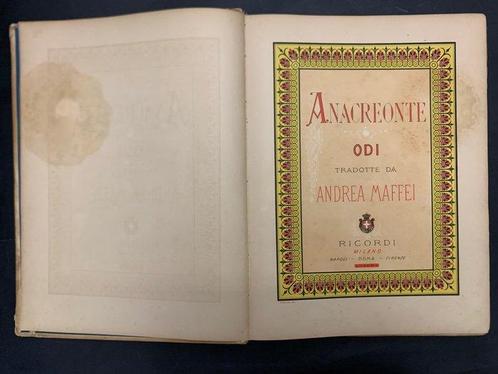 ANACREONTE
ODI
TRADOTTE DA
ANDREA MAFFEI
RICORDI
MILANO
NAPOLI — ROMA — FIRENZE